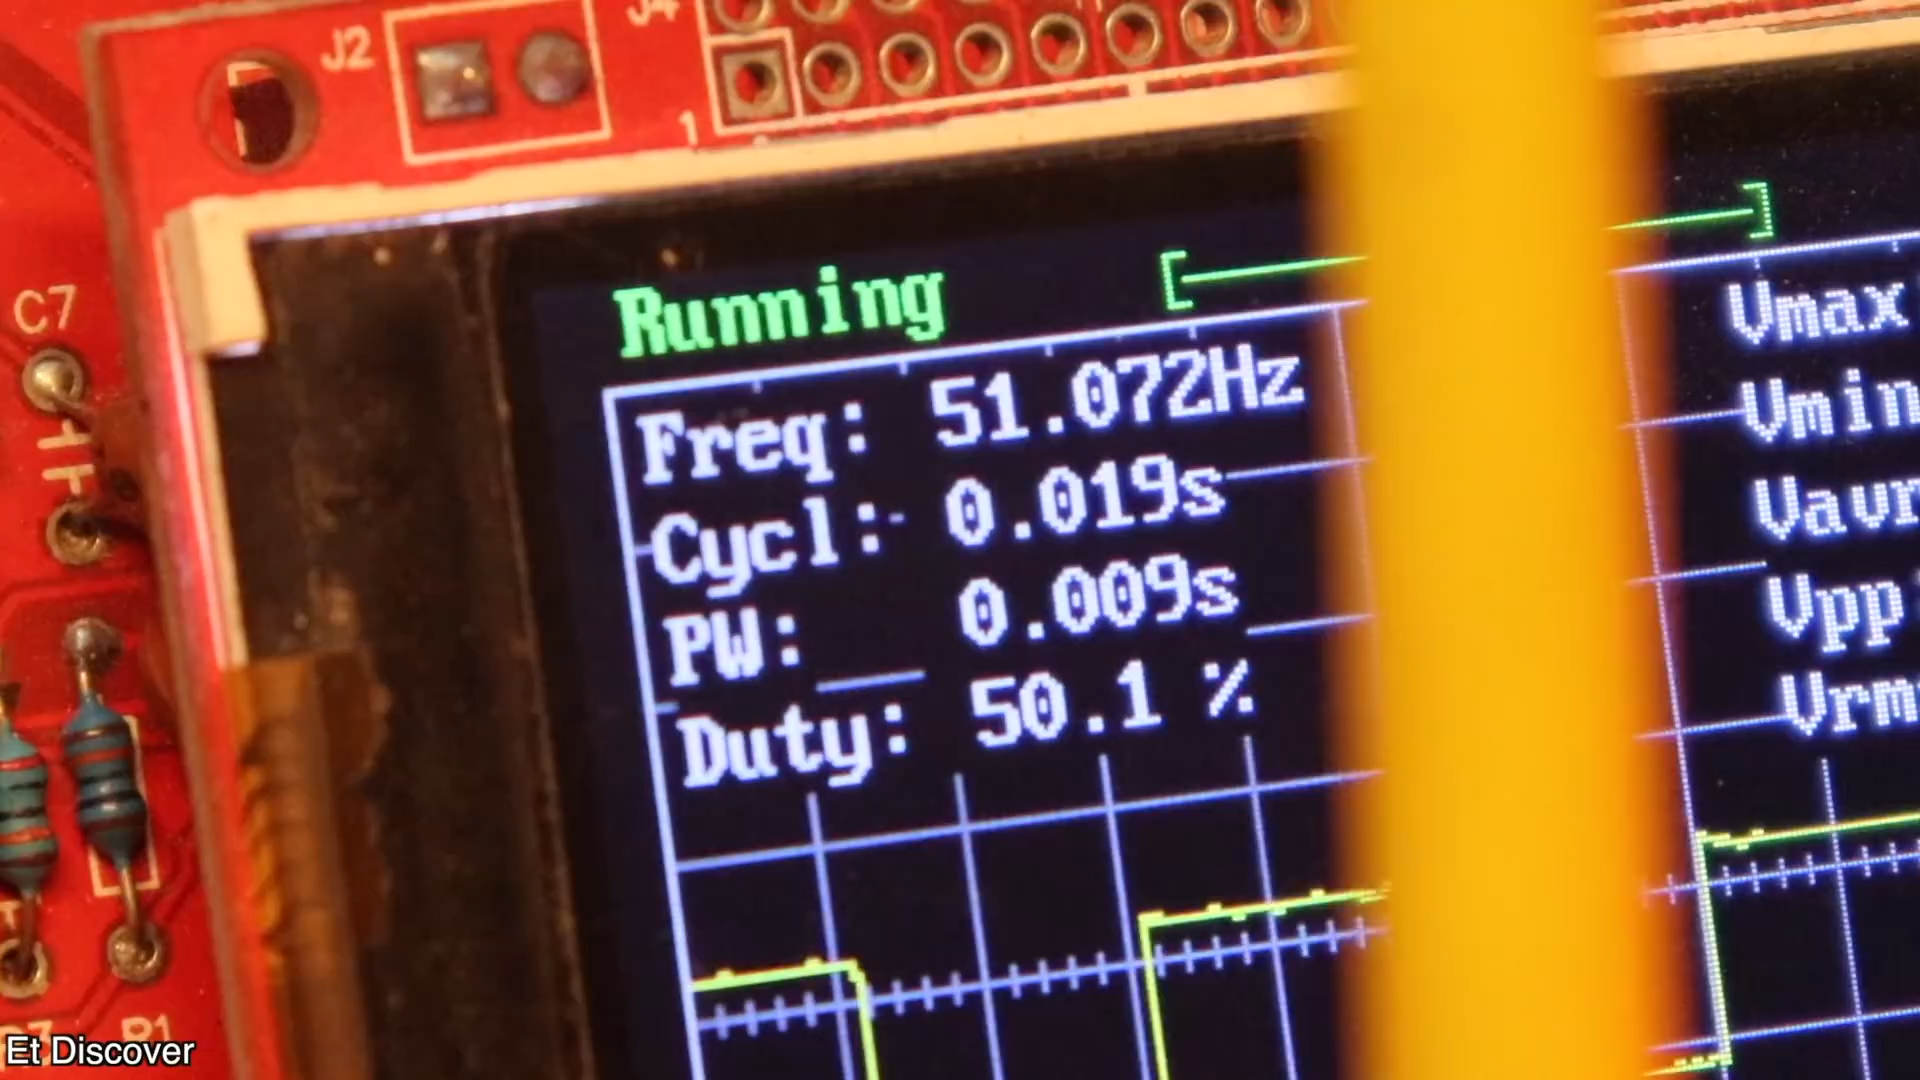 J2
J4
1
C7
Running
Freq: 51.072Hz
Cycl: 0.019s
PW: 0.009s
Duty: 50.1 %
Vmax
Vmin
Vavr
Vpp
Vrm
R1
Et Discover